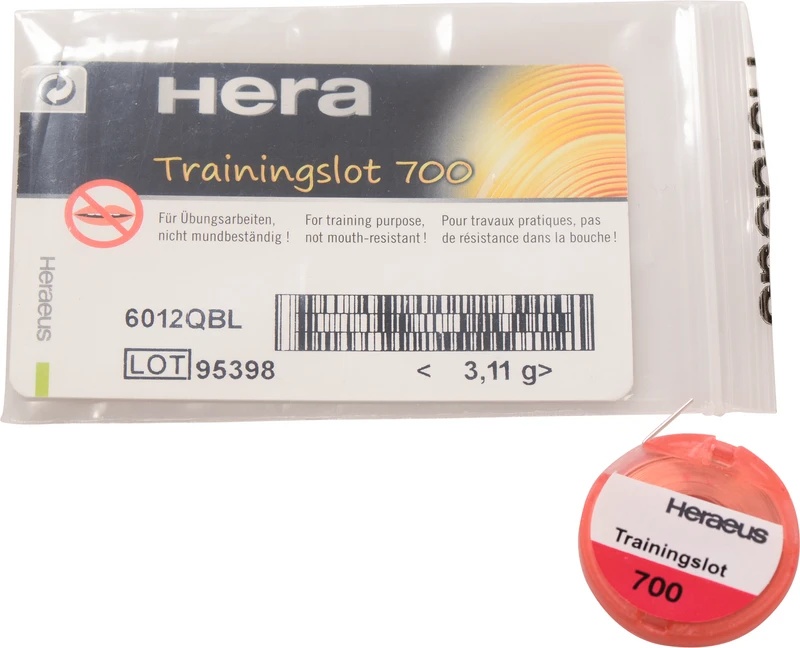 Hera
Trainingslot 700
Für Übungsarbeiten,
nicht mundbeständig !
For training purpose,
not mouth-resistant !
Pour travaux pratiques, pas
de résistance dans la bouche !
Heraeus
6012QBL
LOT 95398
< 3,11 g>
Heraeus
Heraeus
Trainingslot
700